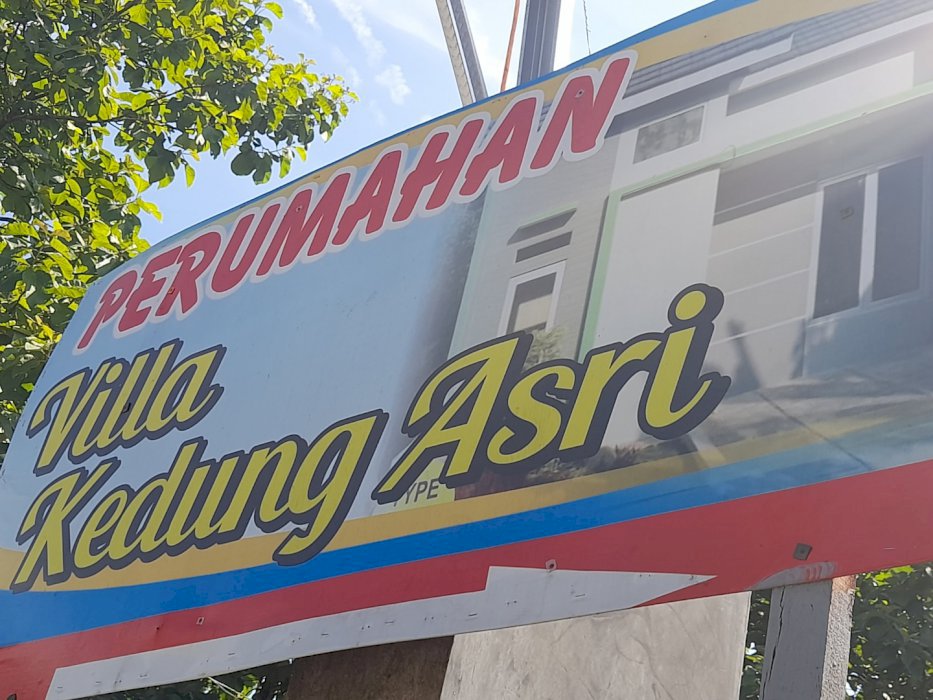 PERUMAHAN
Villa
Kedung Asri
TYPE